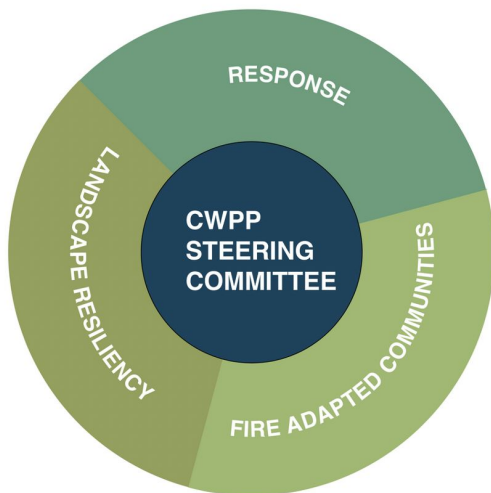 RESPONSE
LANDSCAPE RESILIENCY
CWPP
STEERING
COMMITTEE
FIRE ADAPTED COMMUNITIES